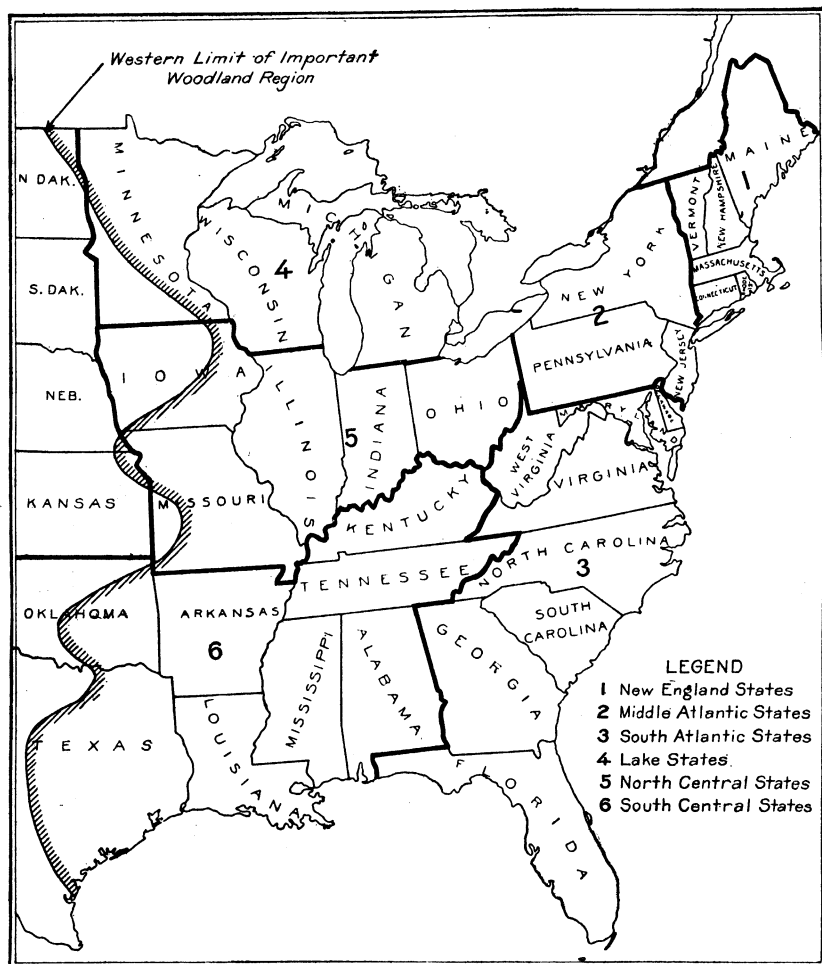 Western Limit of Important
Woodland Region
N DAK.
MINNESOTA
S. DAK.
WISCONSIN
MICHIGAN
4
MAINE
1
VERMONT
NEW HAMPSHIRE
MASSACHUSETTS
CONNECTICUT
NEW YORK
2
PENNSYLVANIA
NEW JERSEY
NEB.
IOWA
ILLINOIS
5
INDIANA
OHIO
MARYLAND
WEST
VIRGINIA
VIRGINIA
KANSAS
MISSOURI
KENTUCKY
NORTH CAROLINA
3
TENNESSEE
OKLAHOMA
ARKANSAS
6
SOUTH
CAROLINA
MISSISSIPPI
ALABAMA
GEORGIA
TEXAS
LOUISIANA
FLORIDA
LEGEND
1 New England States
2 Middle Atlantic States
3 South Atlantic States
4 Lake States.
5 North Central States
6 South Central States